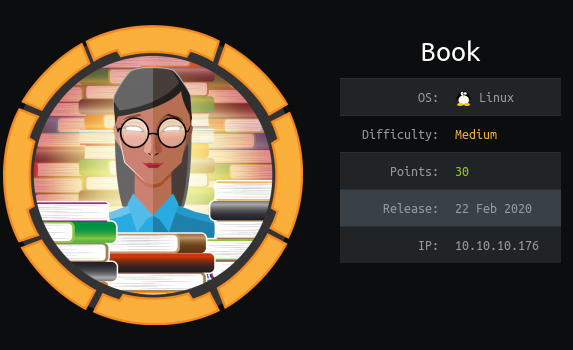 Book
OS: Linux
Difficulty: Medium
Points: 30
Release: 22 Feb 2020
IP: 10.10.10.176